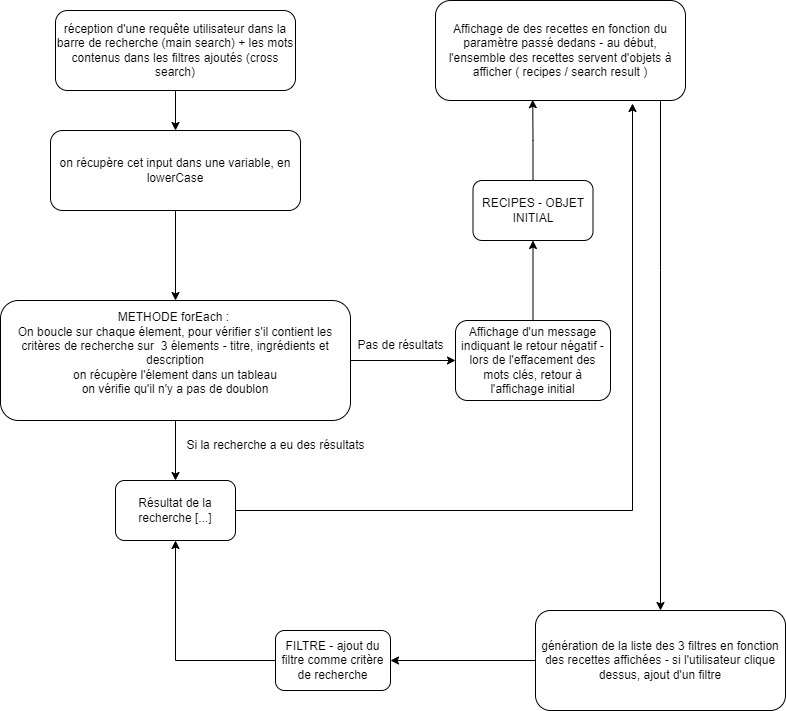 réception d'une requête utilisateur dans la
barre de recherche (main search) + les mots
contenus dans les filtres ajoutés (cross
search)
on récupère cet input dans une variable, en
lowerCase
METHODE forEach :
On boucle sur chaque élement, pour vérifier s'il contient les
critères de recherche sur 3 élements - titre, ingrédients et
description
on récupère l'élement dans un tableau
on vérifie qu'il n'y a pas de doublon
Pas de résultats
Affichage d'un message
indiquant le retour négatif -
lors de l'effacement des
mots clés, retour à
l'affichage initial
RECIPES - OBJET
INITIAL
Affichage de des recettes en fonction du
paramètre passé dedans - au début,
l'ensemble des recettes servent d'objets à
afficher ( recipes / search result )
Si la recherche a eu des résultats
Résultat de la
recherche [...]
FILTRE - ajout du
filtre comme critère
de recherche
génération de la liste des 3 filtres en fonction
des recettes affichées - si l'utilisateur clique
dessus, ajout d'un filtre